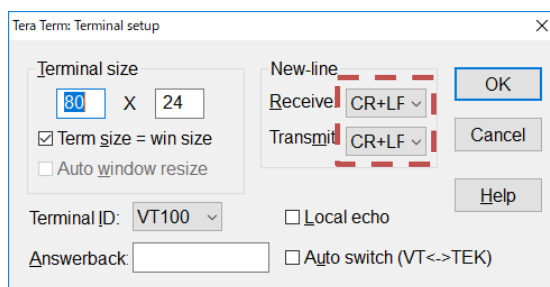 Tera Term: Terminal setup
Terminal size
80 X 24
Term size = win size
Auto window resize
New-line
Receive CR+LF
Transmit CR+LF
OK
Cancel
Help
Terminal ID: VT100
Local echo
Answerback:
Auto switch (VT<->TEK)